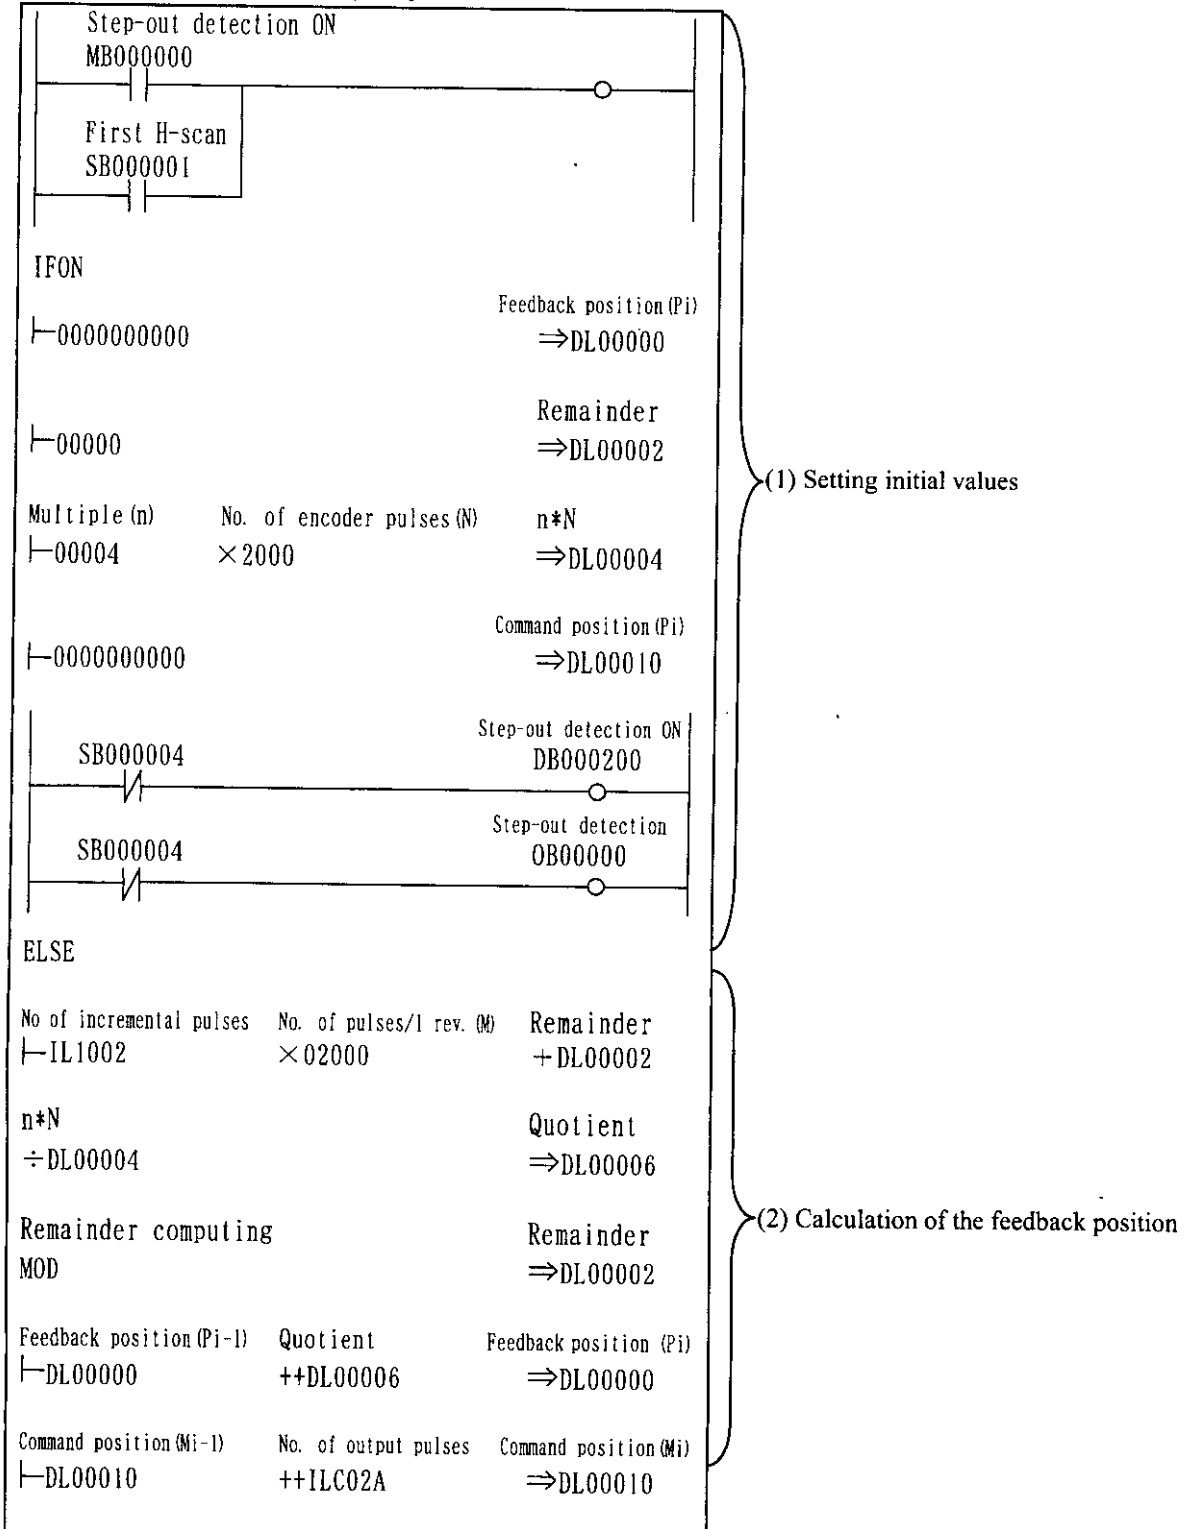 Step-out detection ON
MB000000
First H-scan
SB000001
IFON
Feedback position(Pi)
⊢0000000000 ⇒DL00000
Remainder
⊢00000 ⇒DL00002
(1) Setting initial values
Multiple(n) No. of encoder pulses(N) n*N
⊢00004 ×2000 ⇒DL00004
Command position(Pi)
⊢0000000000 ⇒DL00010
Step-out detection ON
SB000004 DB000200
Step-out detection
SB000004 OB00000
ELSE
No of incremental pulses No. of pulses/1 rev.(M) Remainder
⊢IL1002 ×02000 +DL00002
n*N Quotient
÷DL00004 ⇒DL00006
(2) Calculation of the feedback position
Remainder computing Remainder
MOD ⇒DL00002
Feedback position(Pi-1) Quotient Feedback position (Pi)
⊢DL00000 ++DL00006 ⇒DL00000
Command position(Mi-1) No. of output pulses Command position(Mi)
⊢DL00010 ++ILC02A ⇒DL00010